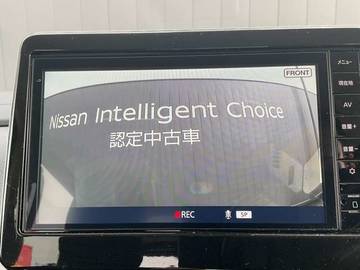 FRONT
Nissan Intelligent Choice
認定中古車
REC
SP
メニュー
現在地
AV
音量+
音量-